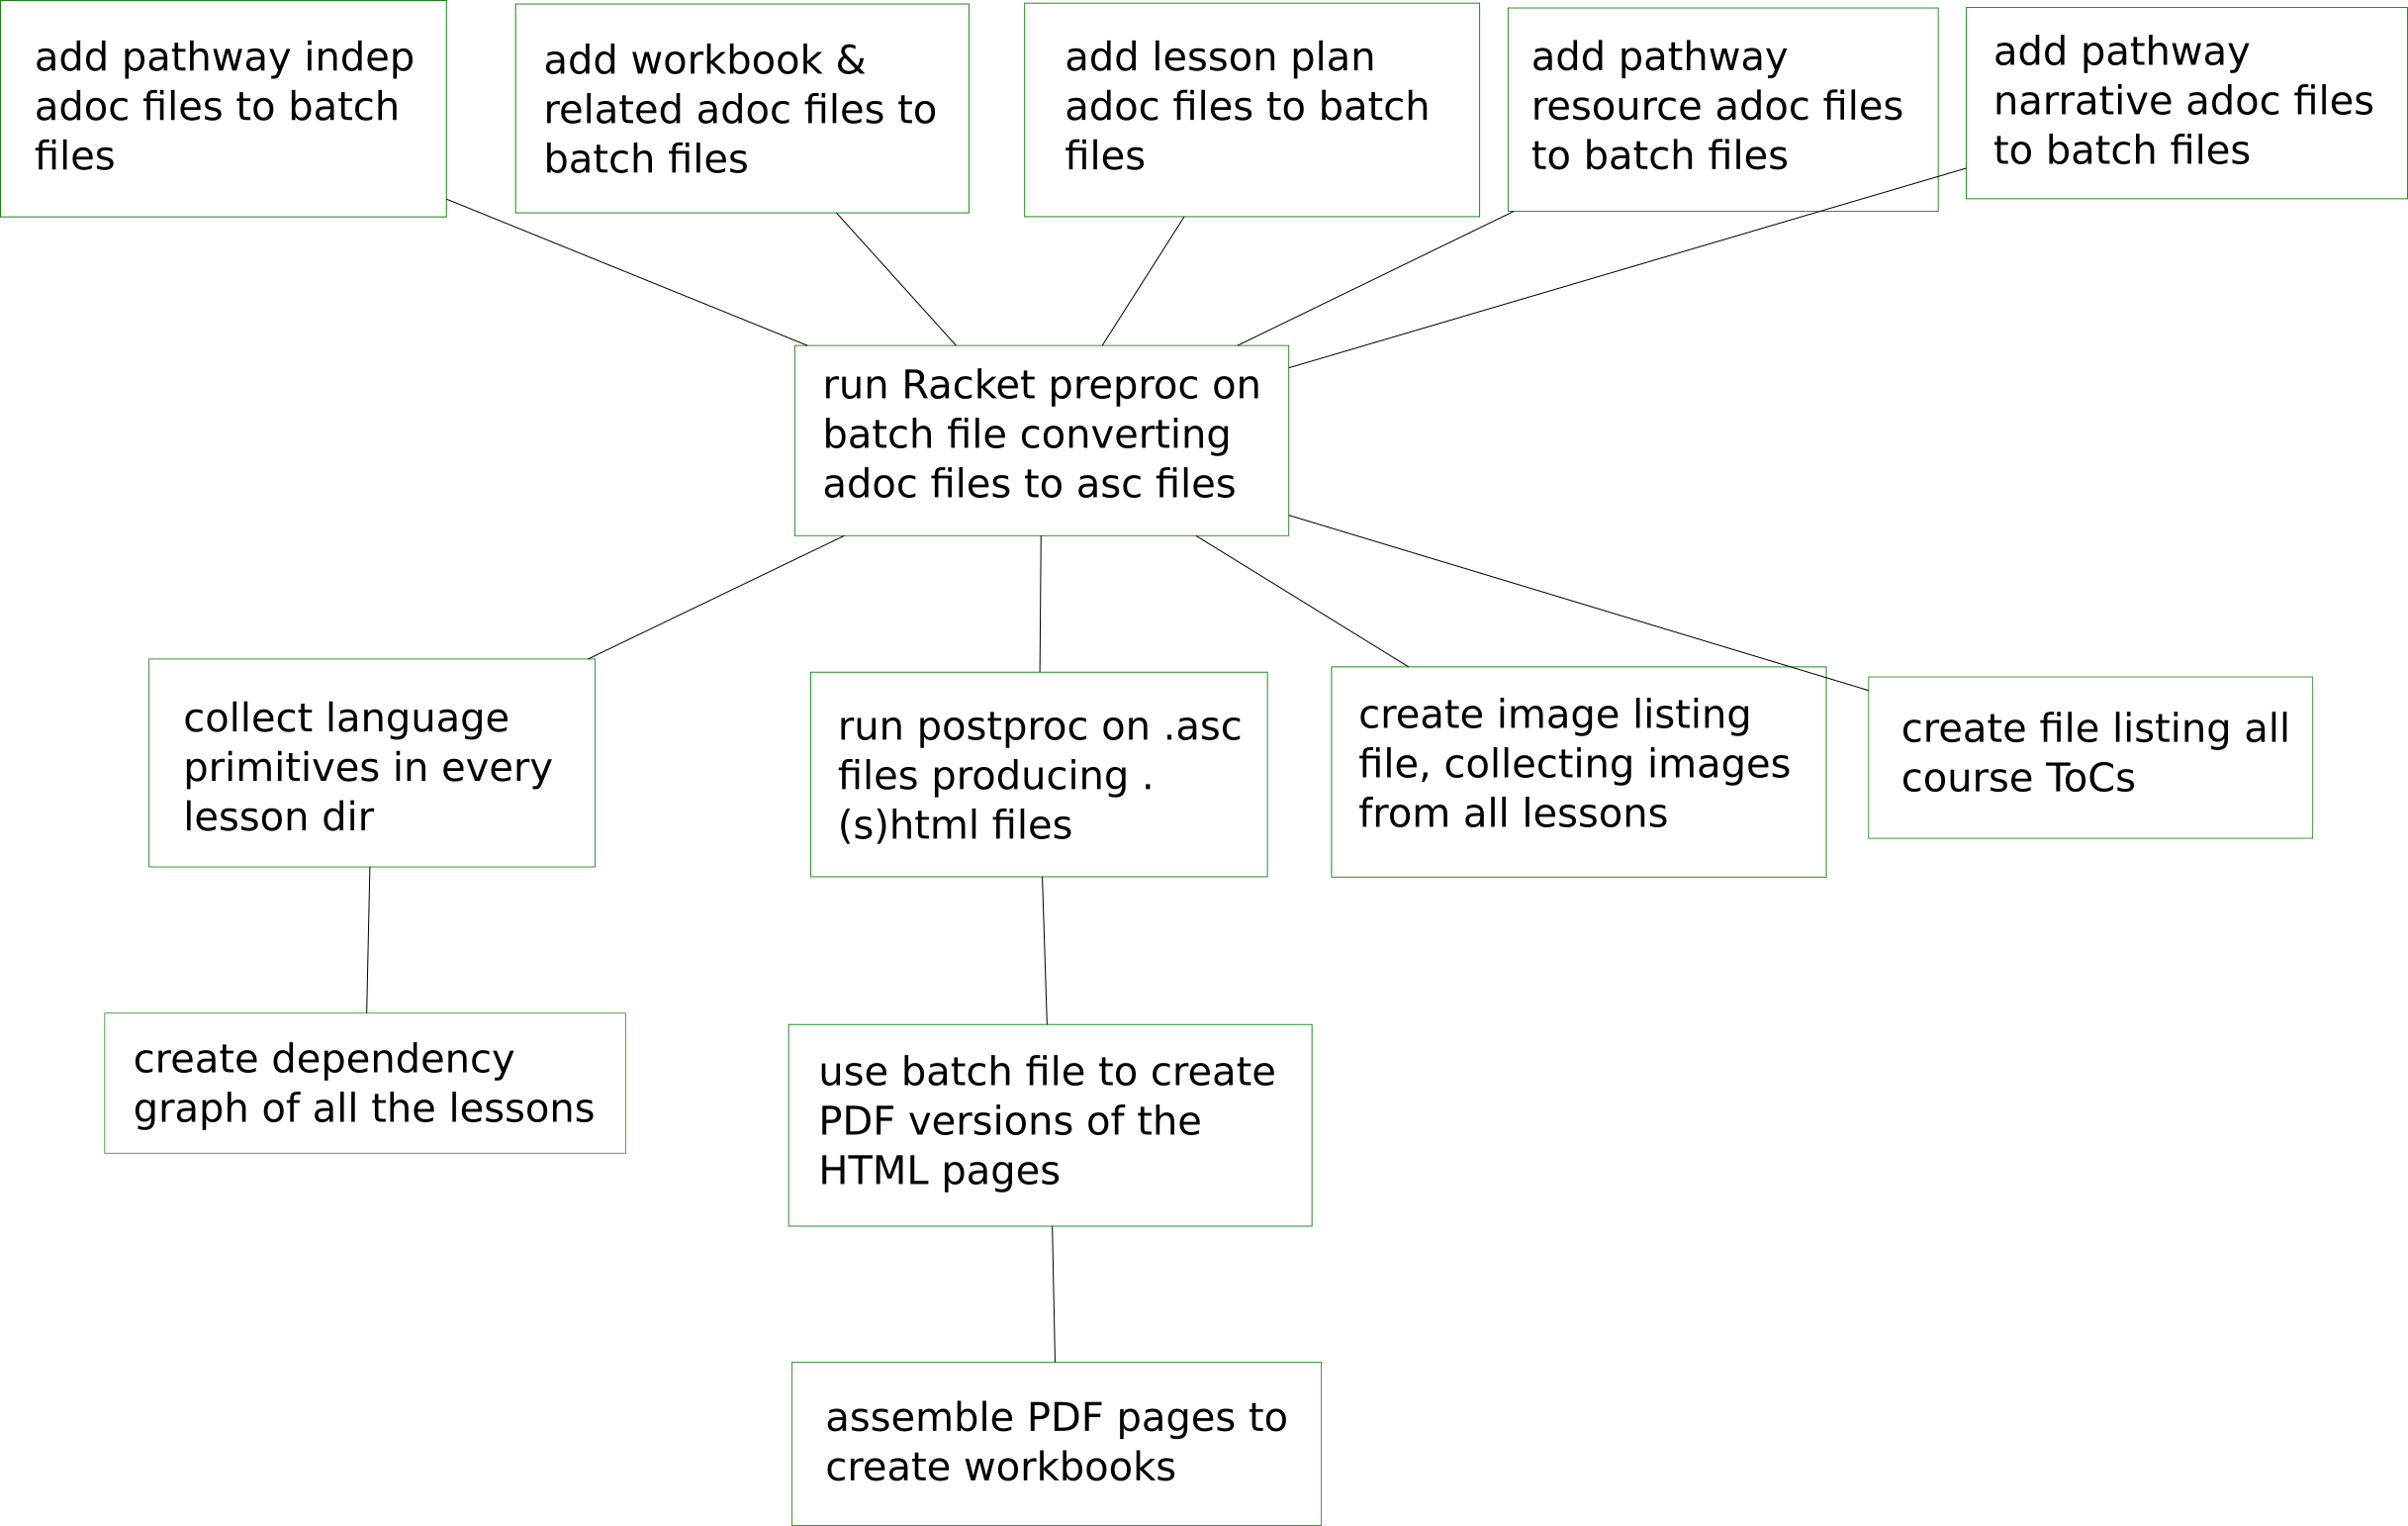 add pathway indep
adoc files to batch
files
add workbook &
related adoc files to
batch files
add lesson plan
adoc files to batch
files
add pathway
resource adoc files
to batch files
add pathway
narrative adoc files
to batch files
run Racket preproc on
batch file converting
adoc files to asc files
collect language
primitives in every
lesson dir
run postproc on .asc
files producing .
(s)html files
create image listing
file, collecting images
from all lessons
create file listing all
course ToCs
create dependency
graph of all the lessons
use batch file to create
PDF versions of the
HTML pages
assemble PDF pages to
create workbooks